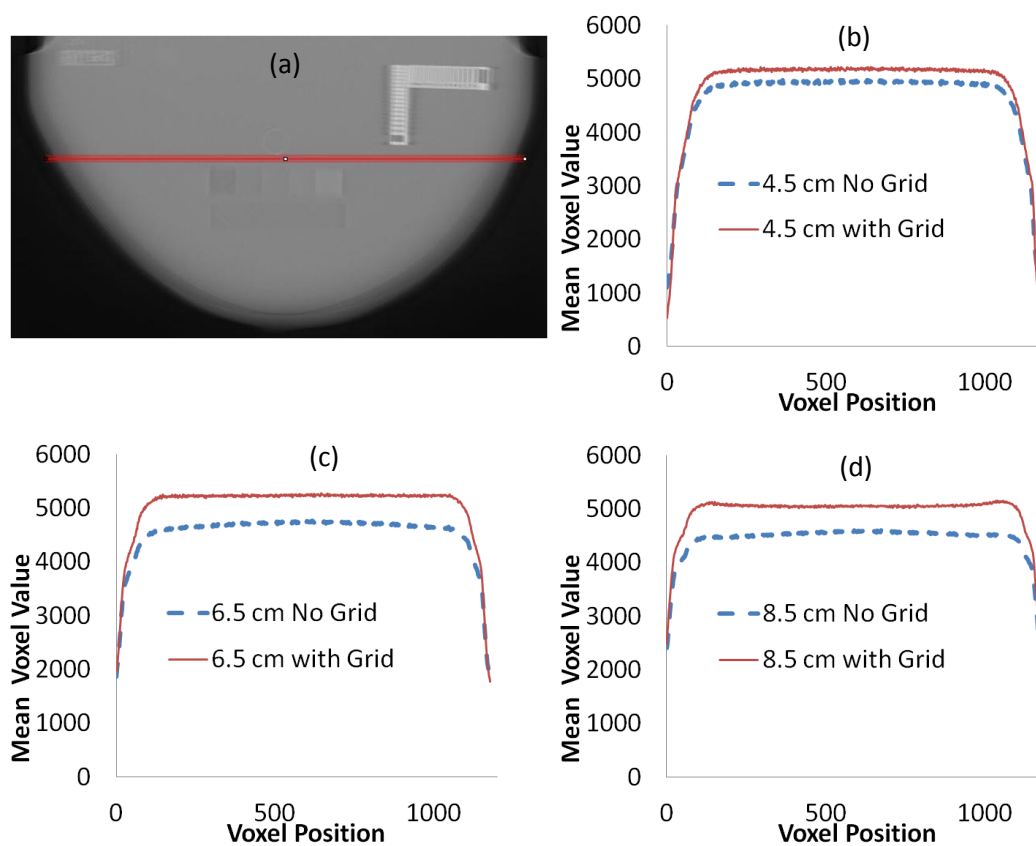 (a)
(b)
6000
5000
4000
3000
2000
1000
0
Mean Voxel Value
4.5 cm No Grid
4.5 cm with Grid
0
500
1000
Voxel Position
(c)
6000
5000
4000
3000
2000
1000
0
Mean Voxel Value
6.5 cm No Grid
6.5 cm with Grid
0
500
1000
Voxel Position
(d)
6000
5000
4000
3000
2000
1000
0
Mean Voxel Value
8.5 cm No Grid
8.5 cm with Grid
0
500
1000
Voxel Position